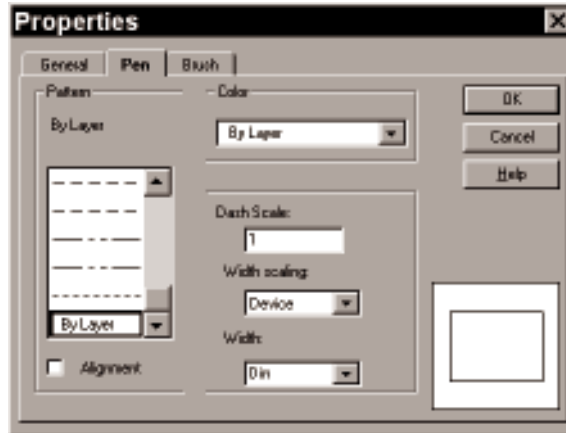 Properties
General Pen Brush
Pattern
By Layer
By Layer
Alignment
Color
By Layer
Dash Scale:
1
Width scaling:
Device
Width:
0 in
OK
Cancel
Help